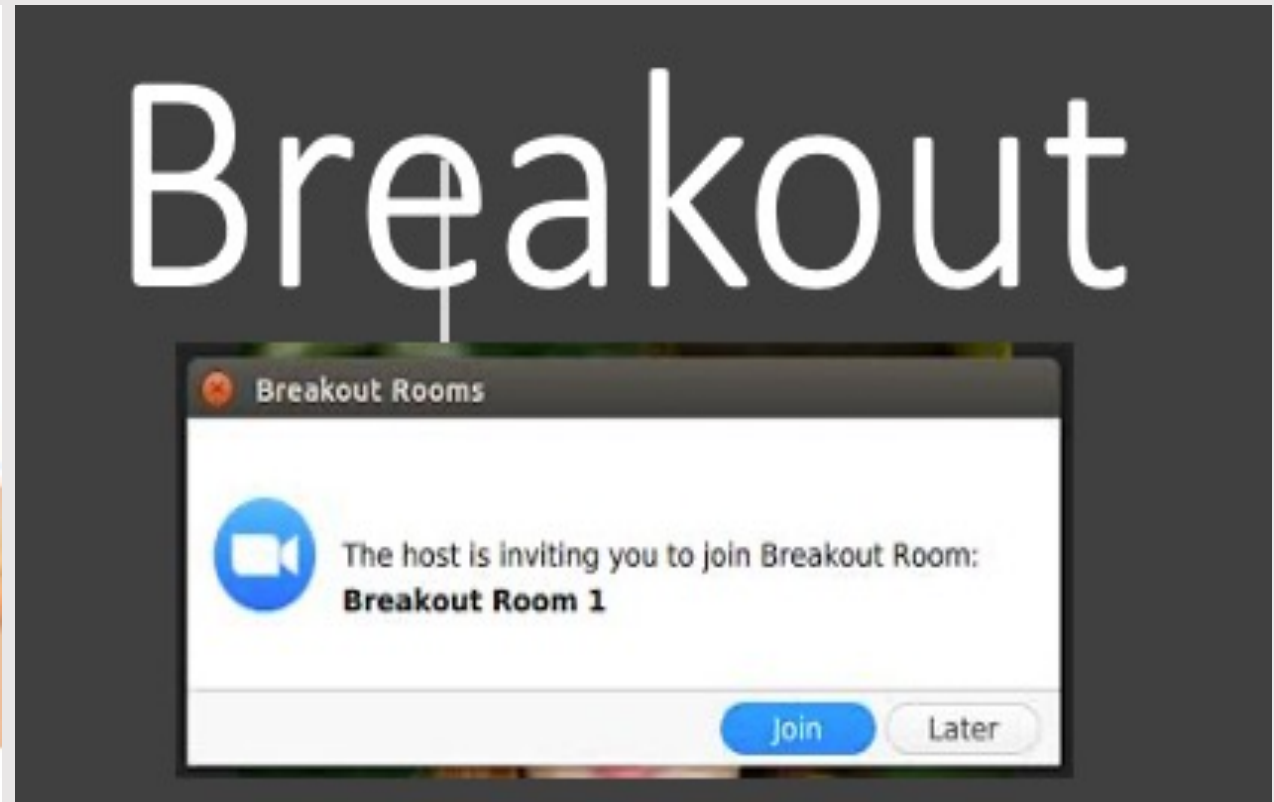 Breakout
Breakout Rooms
The host is inviting you to join Breakout Room:
Breakout Room 1
Join
Later